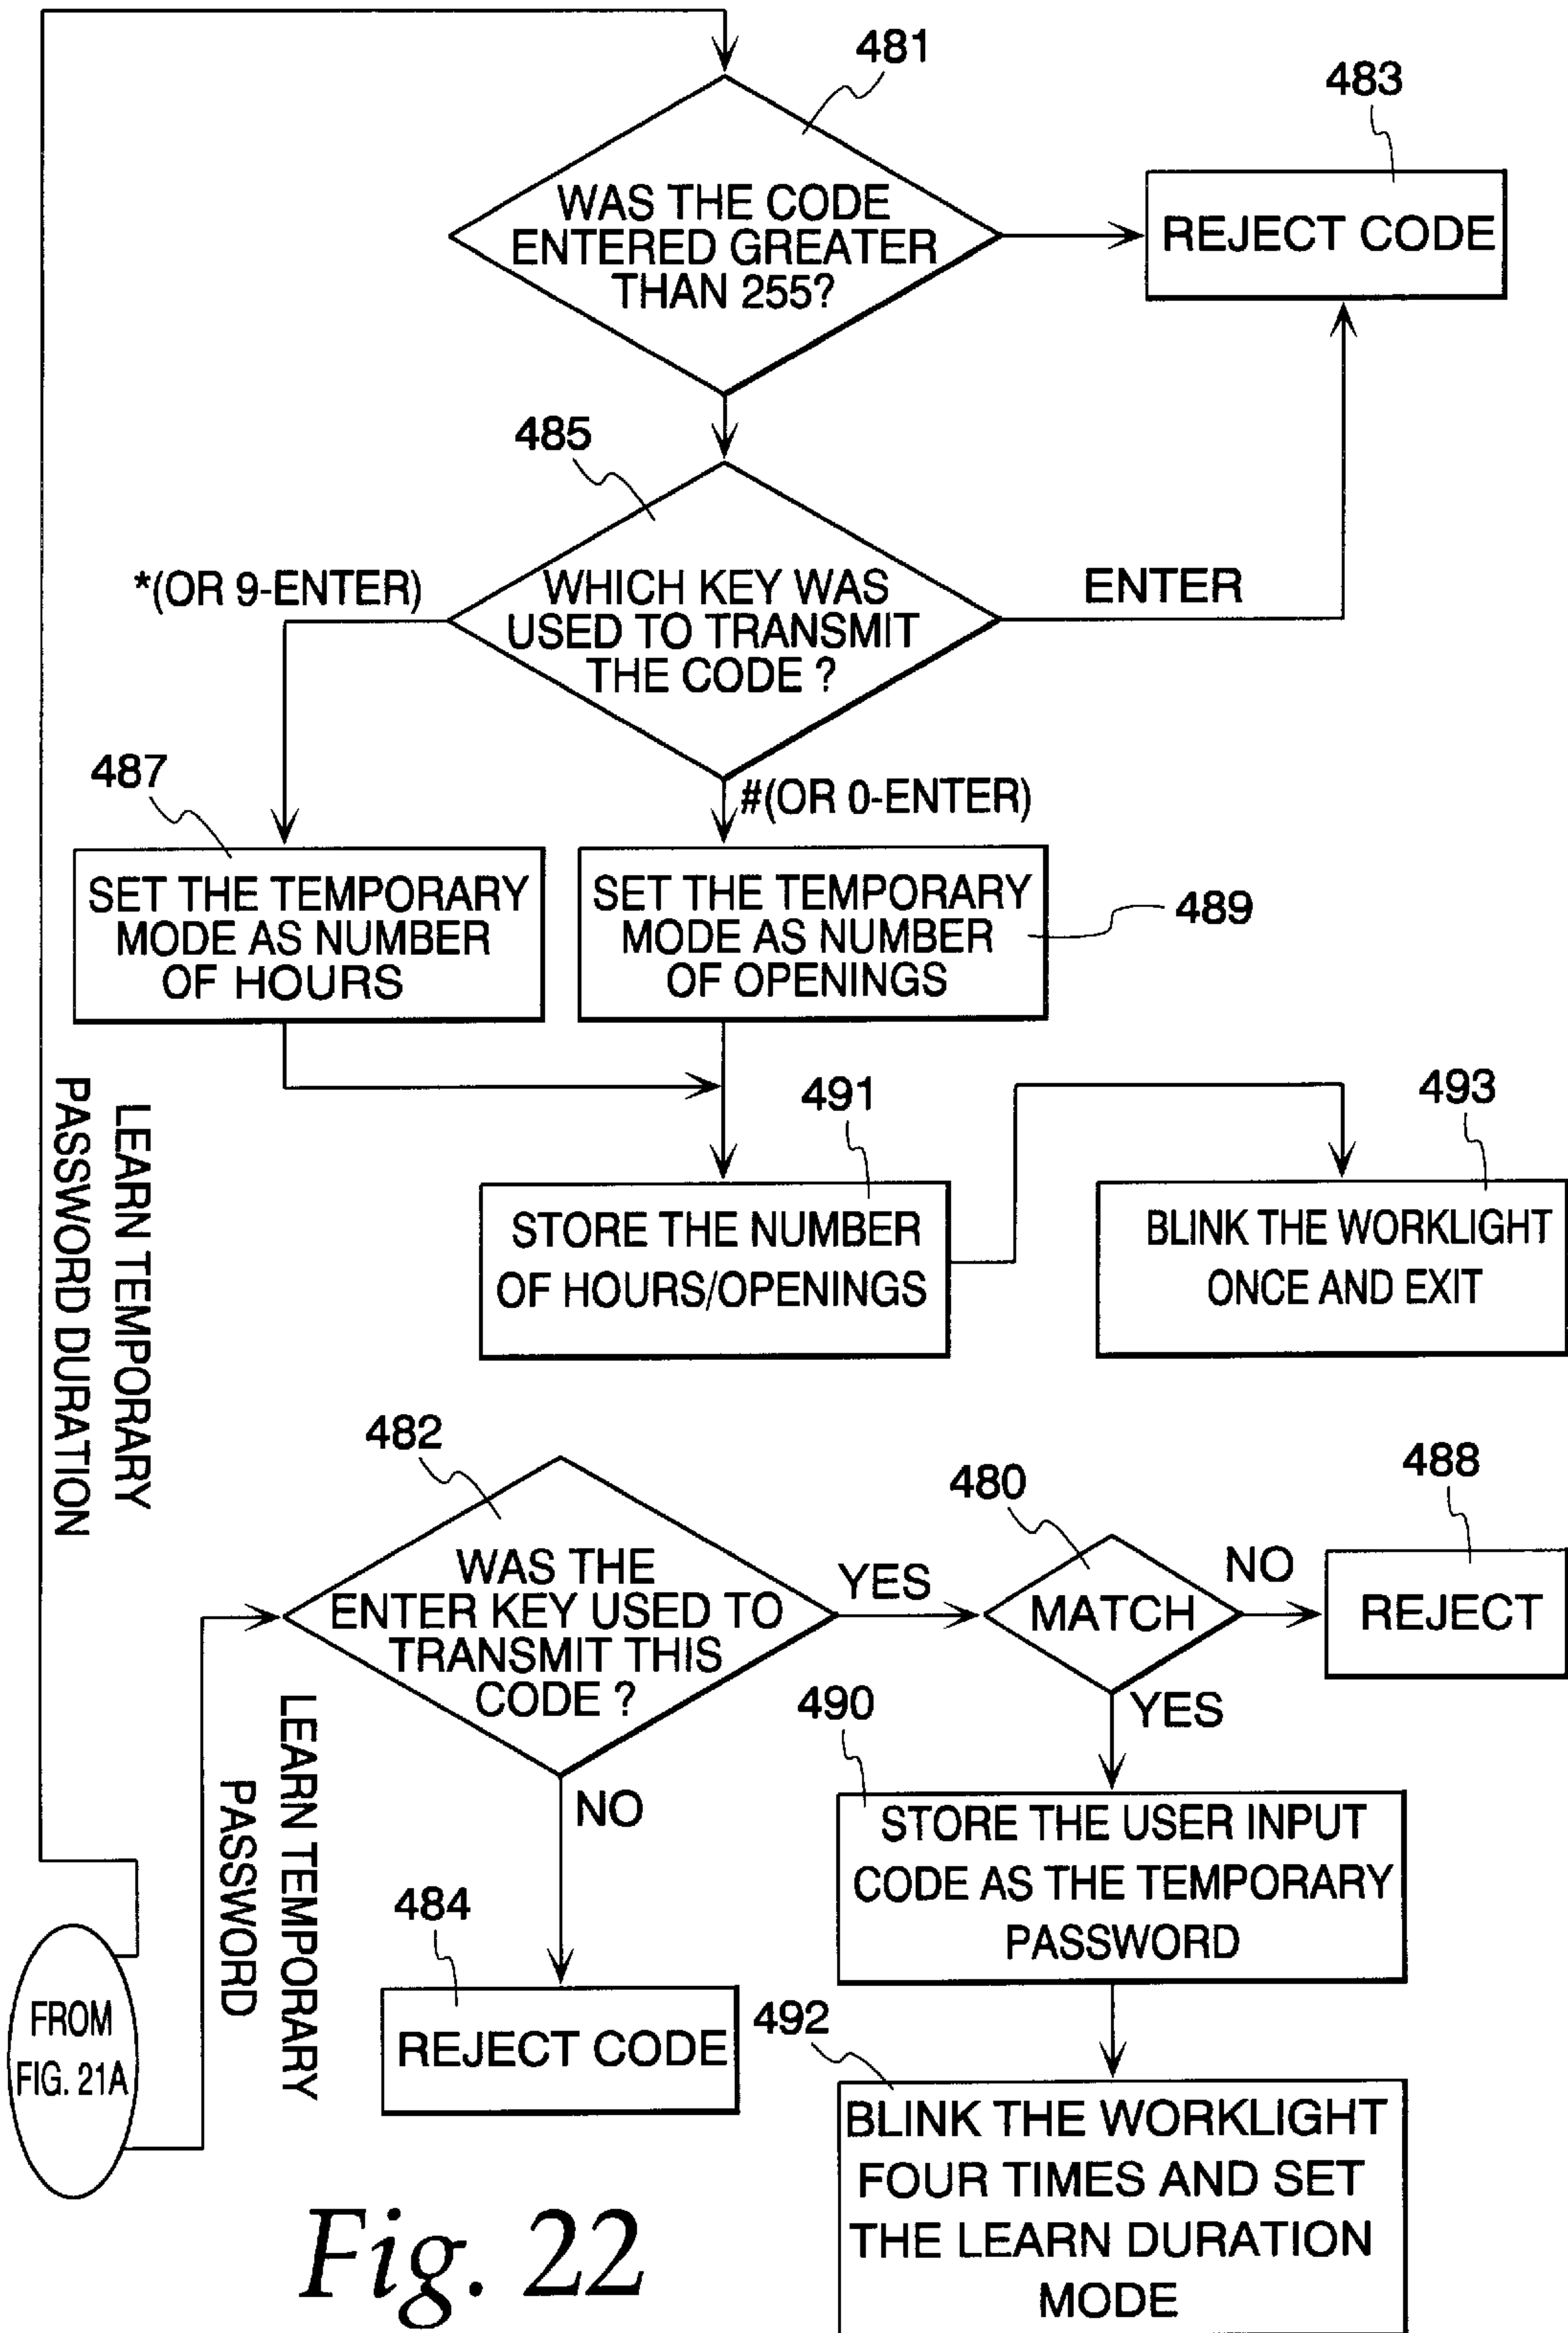 481
483
WAS THE CODE
ENTERED GREATER
THAN 255?
REJECT CODE
485
*(OR 9-ENTER)
WHICH KEY WAS
USED TO TRANSMIT
THE CODE ?
ENTER
487
#(OR 0-ENTER)
SET THE TEMPORARY
MODE AS NUMBER
OF HOURS
SET THE TEMPORARY
MODE AS NUMBER
OF OPENINGS
489
LEARN TEMPORARY
PASSWORD DURATION
491
493
STORE THE NUMBER
OF HOURS/OPENINGS
BLINK THE WORKLIGHT
ONCE AND EXIT
482
480
488
WAS THE
ENTER KEY USED TO
TRANSMIT THIS
CODE ?
YES
MATCH
NO
REJECT
LEARN TEMPORARY
PASSWORD
NO
490
YES
STORE THE USER INPUT
CODE AS THE TEMPORARY
PASSWORD
484
REJECT CODE
492
FROM
FIG. 21A
BLINK THE WORKLIGHT
FOUR TIMES AND SET
THE LEARN DURATION
MODE
Fig. 22